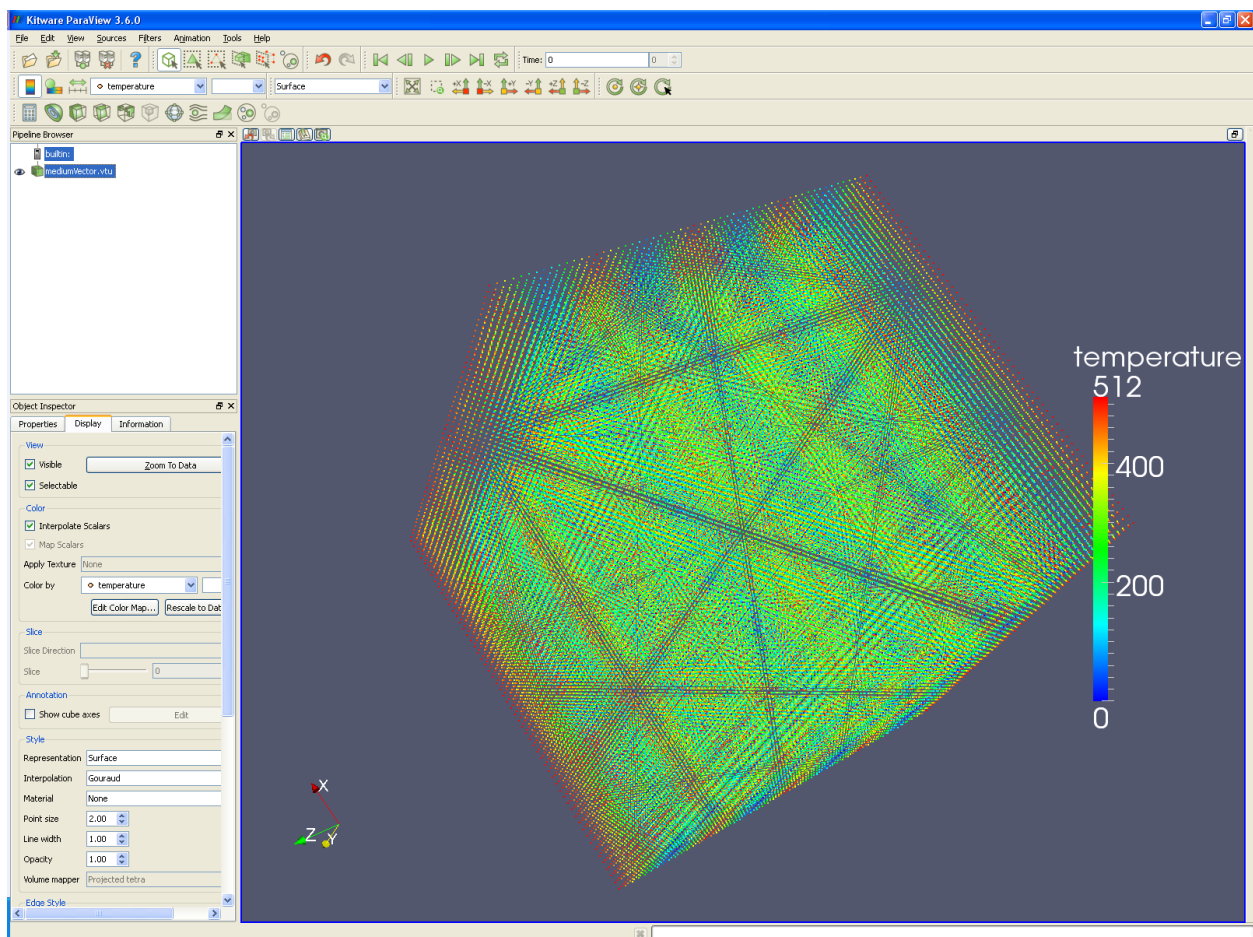 Kitware ParaView 3.6.0
File Edit View Sources Filters Animation Tools Help
Time: 0 0
temperature Surface
+X -X +Y -Y +Z -Z
Pipeline Browser
builtin:
mediumVector.vtu
Object Inspector
Properties Display Information
View
Visible Zoom To Data
Selectable
Color
Interpolate Scalars
Map Scalars
Apply Texture None
Color by temperature
Edit Color Map... Rescale to Dat
Slice
Slice Direction
Slice 0
Annotation
Show cube axes Edit
Style
Representation Surface
Interpolation Gouraud
Material None
Point size 2.00
Line width 1.00
Opacity 1.00
Volume mapper Projected tetra
Edge Style
temperature
512
400
200
0
X
Z Y